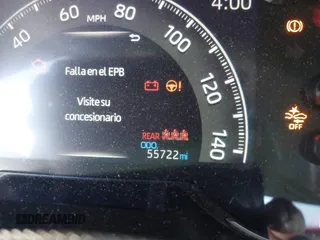 4:00
40
60
80
100
120
140
MPH
Falla en el EPB
Visite su
concesionario
REAR
ODO
55722 mi
OFF
DREAM